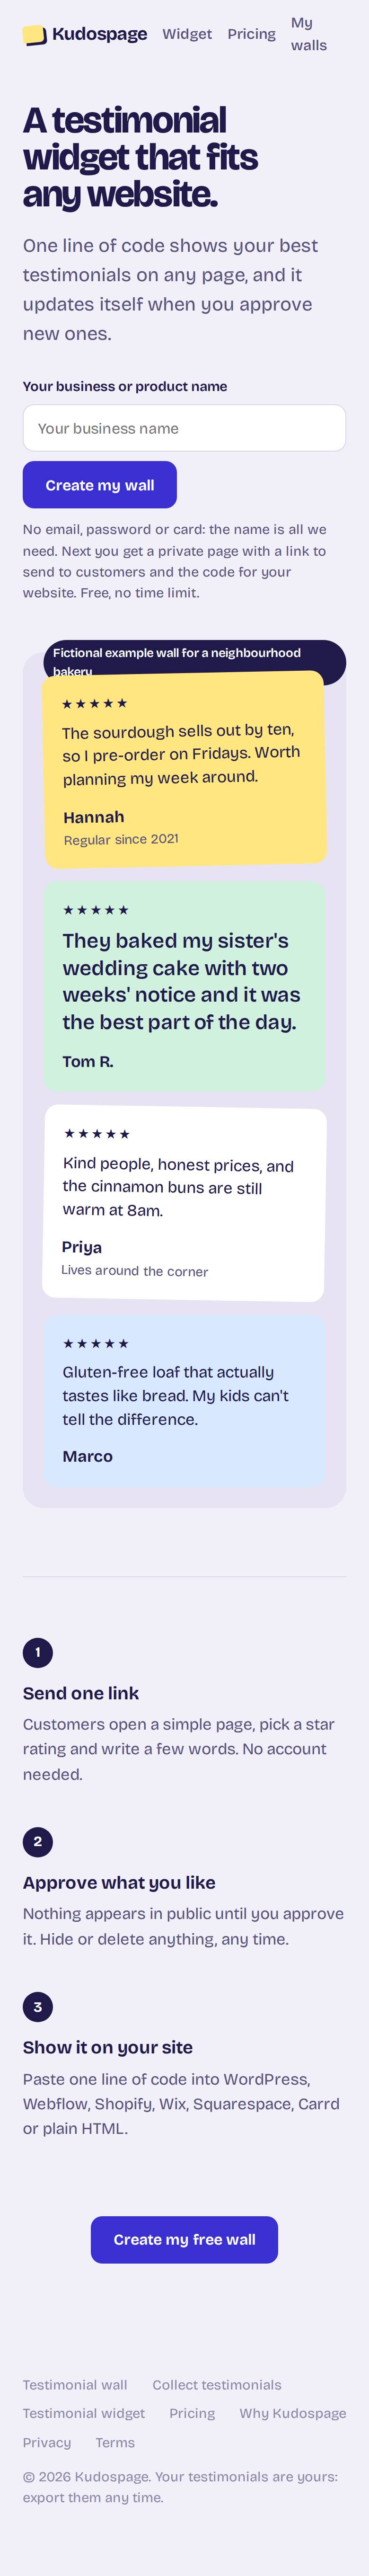 Kudospage Widget Pricing My
walls
A testimonial
widget that fits
any website.
One line of code shows your best
testimonials on any page, and it
updates itself when you approve
new ones.
Your business or product name
Your business name
Create my wall
No email, password or card: the name is all we
need. Next you get a private page with a link to
send to customers and the code for your
website. Free, no time limit.
Fictional example wall for a neighbourhood
bakery
★★★★★
The sourdough sells out by ten,
so I pre-order on Fridays. Worth
planning my week around.
Hannah
Regular since 2021
★★★★★
They baked my sister's
wedding cake with two
weeks' notice and it was
the best part of the day.
Tom R.
★★★★★
Kind people, honest prices, and
the cinnamon buns are still
warm at 8am.
Priya
Lives around the corner
★★★★★
Gluten-free loaf that actually
tastes like bread. My kids can't
tell the difference.
Marco
1
Send one link
Customers open a simple page, pick a star
rating and write a few words. No account
needed.
2
Approve what you like
Nothing appears in public until you approve
it. Hide or delete anything, any time.
3
Show it on your site
Paste one line of code into WordPress,
Webflow, Shopify, Wix, Squarespace, Carrd
or plain HTML.
Create my free wall
Testimonial wall Collect testimonials
Testimonial widget Pricing Why Kudospage
Privacy Terms
© 2026 Kudospage. Your testimonials are yours:
export them any time.